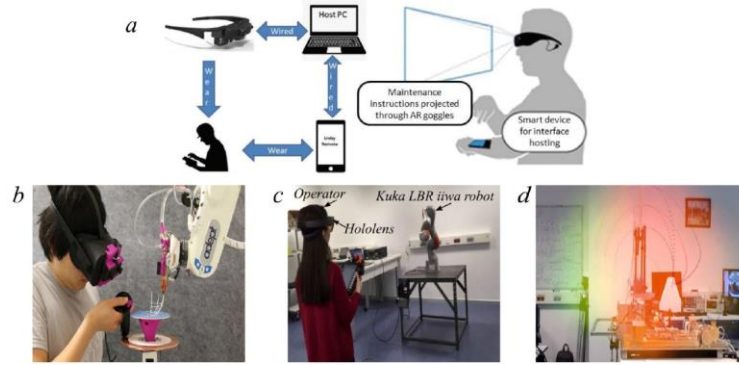 a
Host PC
Wired
Wear
Wired
Unity
Remote
Wear
Maintenance
instructions projected
through AR goggles
Smart device
for interface
hosting
b
adept
c
Operator
Hololens
Kuka LBR iiwa robot
d